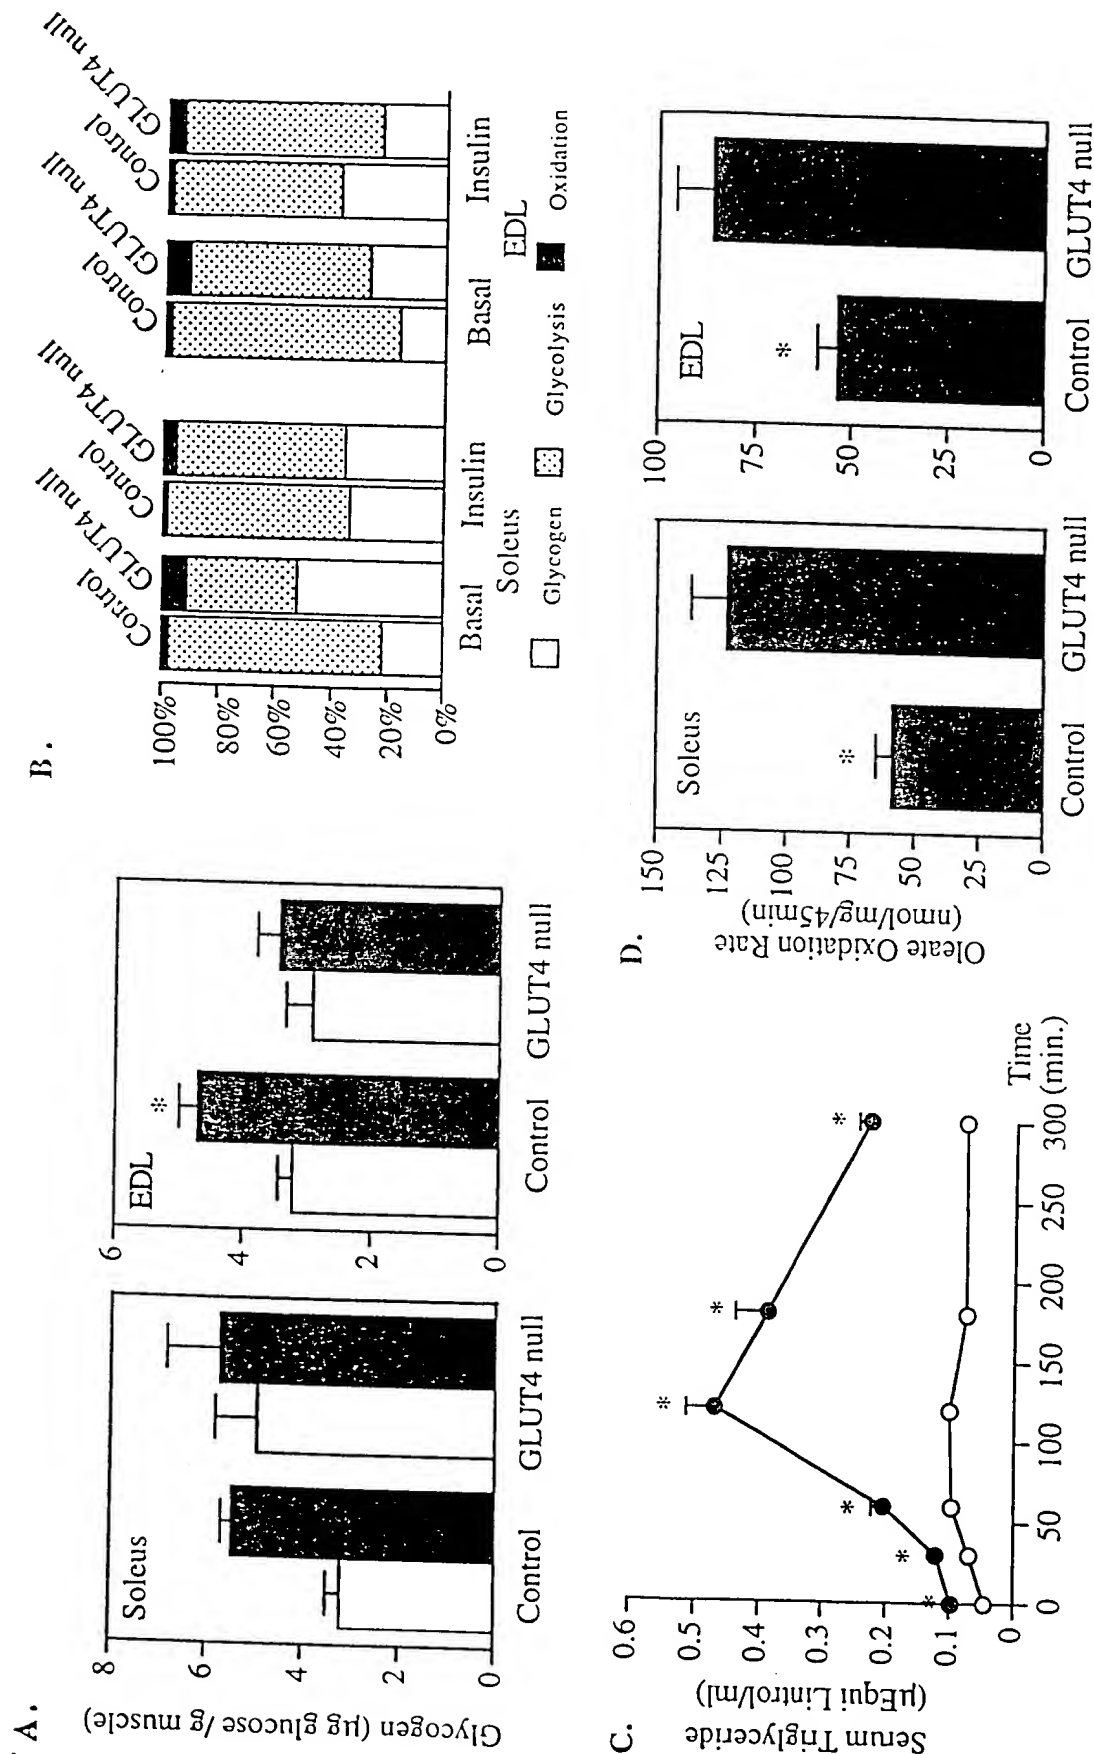 A.
Glycogen (µg glucose /g muscle)
8
6
4
2
0
Soleus
Control
GLUT4 null
6
4
2
0
EDL
*
Control
GLUT4 null
B.
100%
80%
60%
40%
20%
0%
Control
GLUT4 null
Control
GLUT4 null
Control
GLUT4 null
Control
GLUT4 null
Basal
Insulin
Basal
Insulin
Soleus
EDL
Glycogen
Glycolysis
Oxidation
C.
Serum Triglyceride
(µEqui Lintrol/ml)
0.6
0.5
0.4
0.3
0.2
0.1
0
*
*
*
*
*
*
0
50
100
150
200
250
300
Time
(min.)
D.
Oleate Oxidation Rate
(nmol/mg/45min)
150
125
100
75
50
25
0
Soleus
*
Control
GLUT4 null
100
75
50
25
0
EDL
*
Control
GLUT4 null